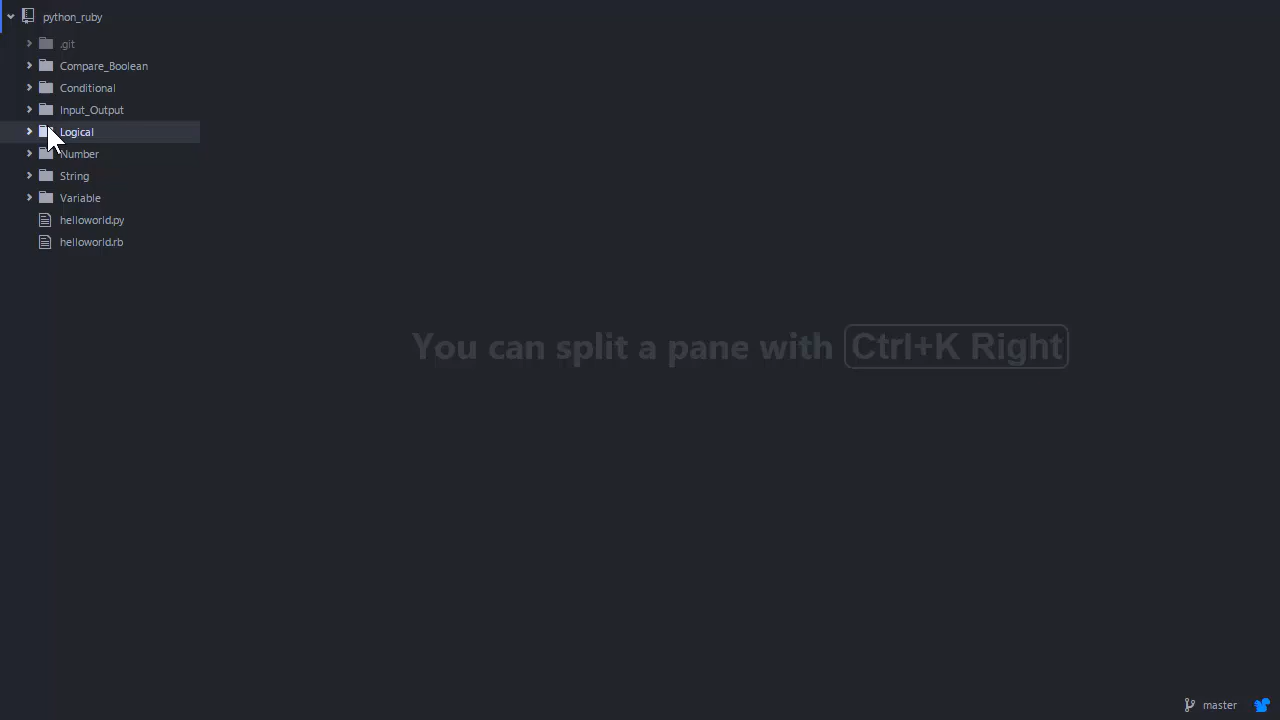 python_ruby
.git
Compare_Boolean
Conditional
Input_Output
Logical
Number
String
Variable
helloworld.py
helloworld.rb
You can split a pane with Ctrl+K Right
master